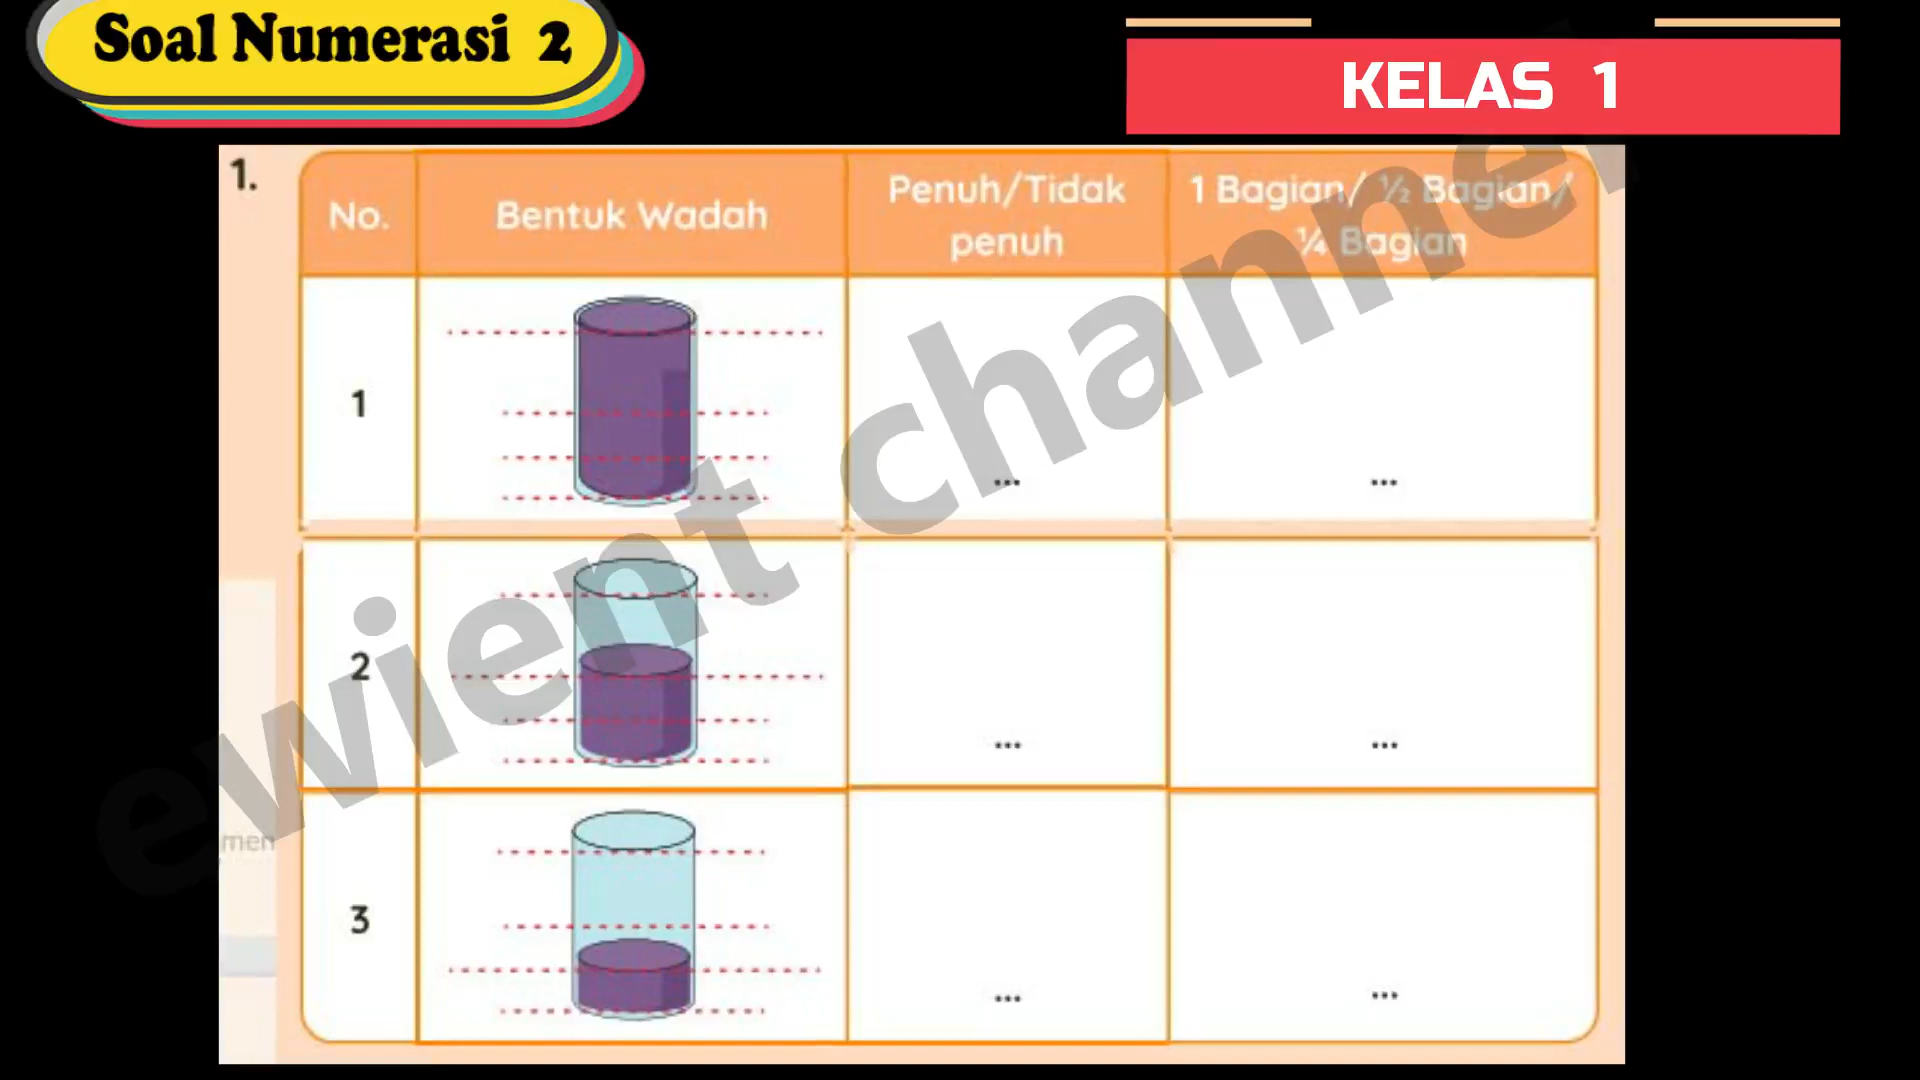 Soal Numerasi 2
KELAS 1
1.
No.
Bentuk Wadah
Penuh/Tidak
penuh
1 Bagian/ ½ Bagian/
¼ Bagian
1
...
...
2
...
...
3
...
...
men
ewient channel